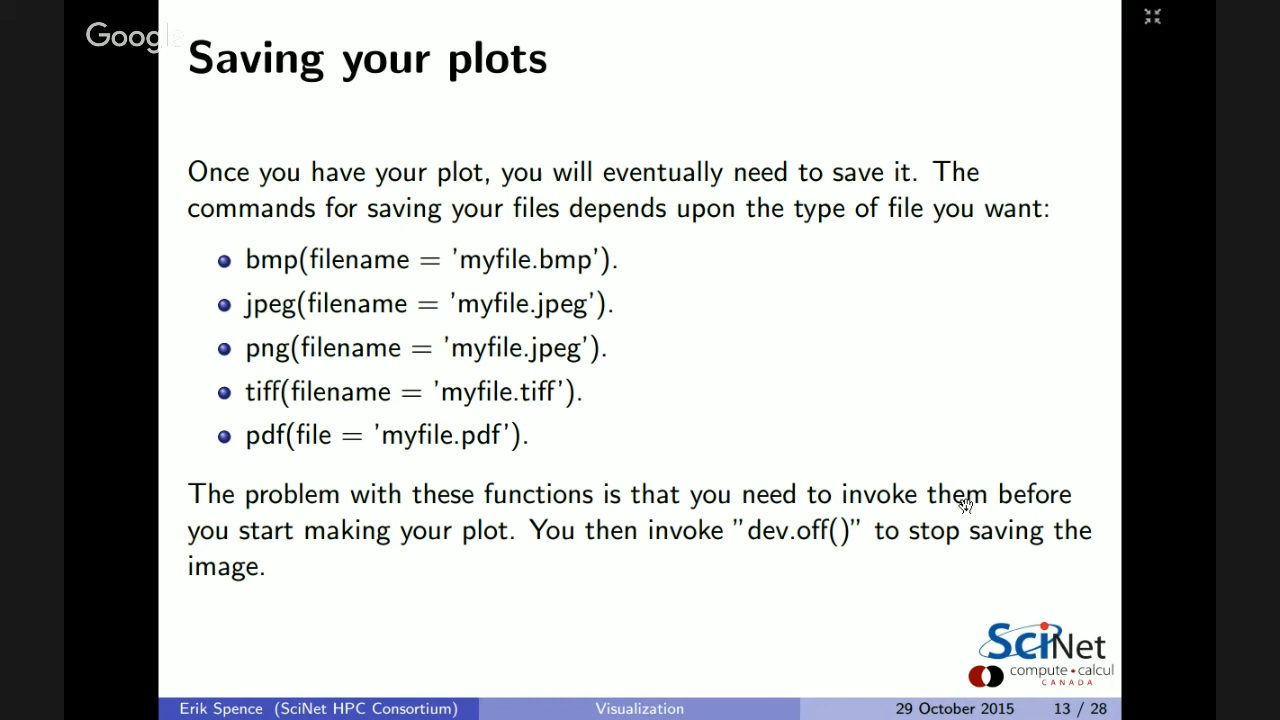 Google
Saving your plots
Once you have your plot, you will eventually need to save it. The
commands for saving your files depends upon the type of file you want:
bmp(filename = 'myfile.bmp').
jpeg(filename = 'myfile.jpeg').
png(filename = 'myfile.jpeg').
tiff(filename = 'myfile.tiff').
pdf(file = 'myfile.pdf').
The problem with these functions is that you need to invoke them before
you start making your plot. You then invoke "dev.off()" to stop saving the
image.
SciNet
compute • calcul
CANADA
Erik Spence (SciNet HPC Consortium) Visualization 29 October 2015 13 / 28